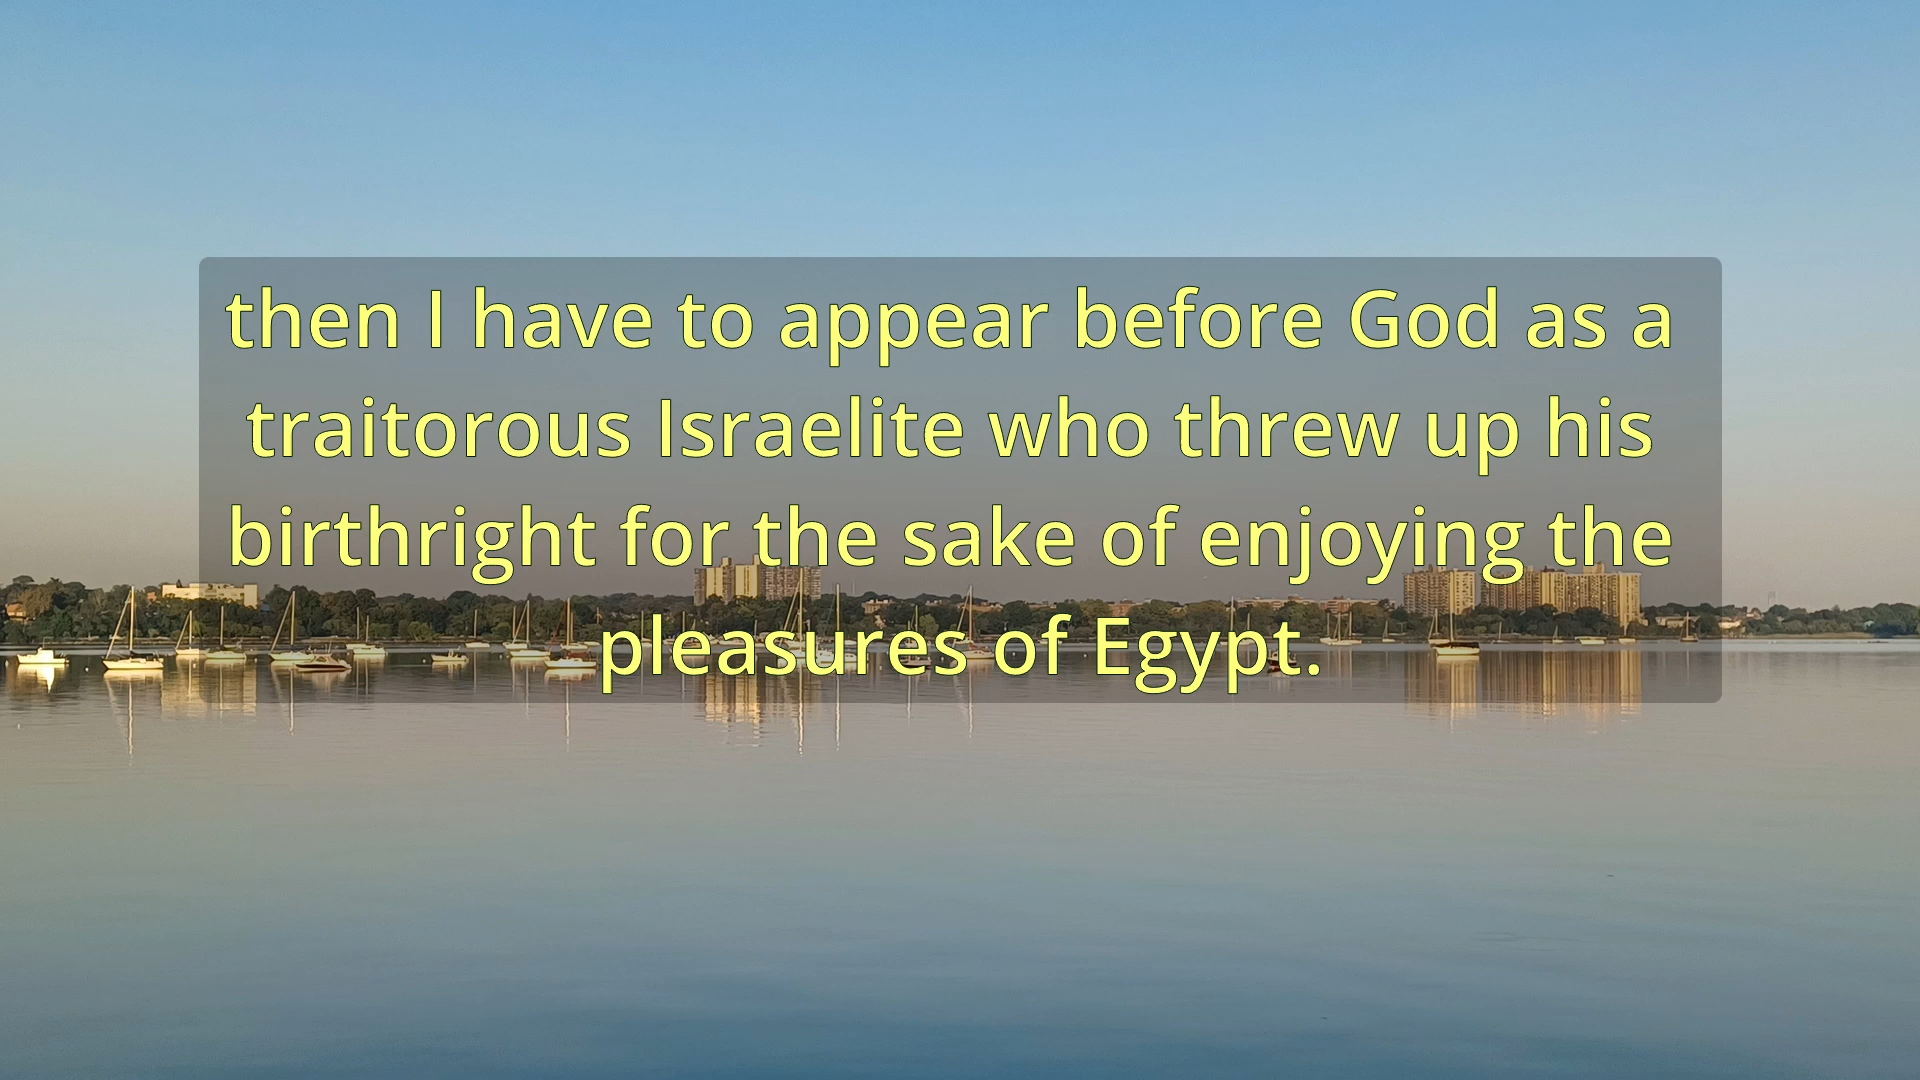 then I have to appear before God as a
traitorous Israelite who threw up his
birthright for the sake of enjoying the
pleasures of Egypt.